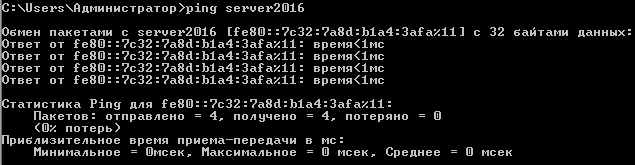 C:\Users\Администратор>ping server2016
Обмен пакетами с server2016 [fe80::7c32:7a8d:b1a4:3afa%11] с 32 байтами данных:
Ответ от fe80::7c32:7a8d:b1a4:3afa%11: время<1мс
Ответ от fe80::7c32:7a8d:b1a4:3afa%11: время<1мс
Ответ от fe80::7c32:7a8d:b1a4:3afa%11: время<1мс
Ответ от fe80::7c32:7a8d:b1a4:3afa%11: время<1мс
Статистика Ping для fe80::7c32:7a8d:b1a4:3afa%11:
Пакетов: отправлено = 4, получено = 4, потеряно = 0
(0% потерь)
Приблизительное время приема-передачи в мс:
Минимальное = 0мсек, Максимальное = 0 мсек, Среднее = 0 мсек